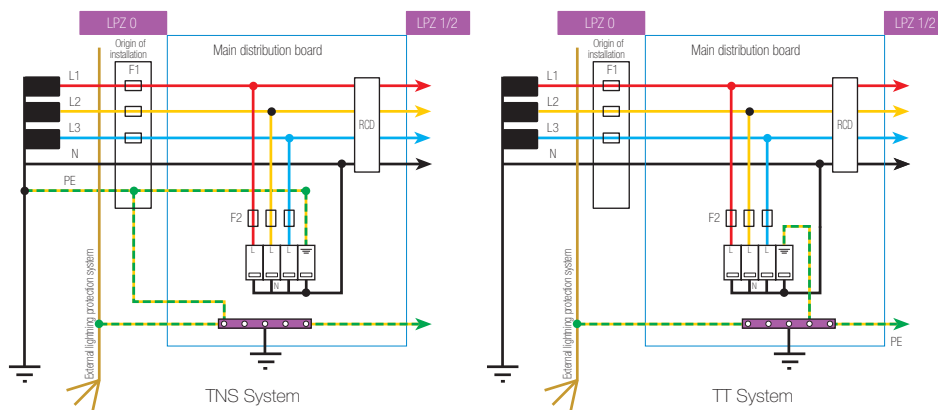 LPZ 0
LPZ 1/2
Origin of
installation
Main distribution board
F1
L1
L2
L3
N
PE
RCD
F2
L
L
L
N
External lightning protection system
TNS System
LPZ 0
LPZ 1/2
Origin of
installation
Main distribution board
F1
L1
L2
L3
N
RCD
F2
L
L
L
N
External lightning protection system
PE
TT System